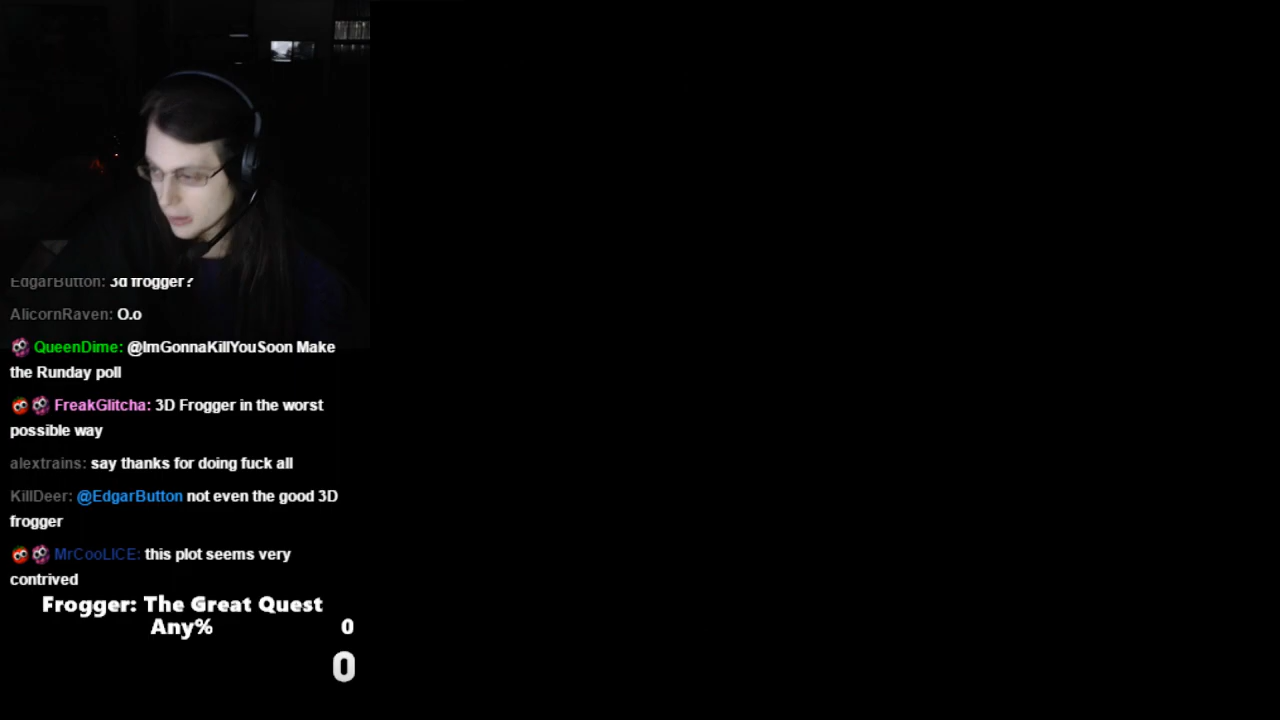 EdgarButton: 3d frogger?
AlicornRaven: O.o
QueenDime: @ImGonnaKillYouSoon Make
the Runday poll
FreakGlitcha: 3D Frogger in the worst
possible way
alextrains: say thanks for doing fuck all
KillDeer: @EdgarButton not even the good 3D
frogger
MrCooLICE: this plot seems very
contrived
Frogger: The Great Quest
Any% 0
0